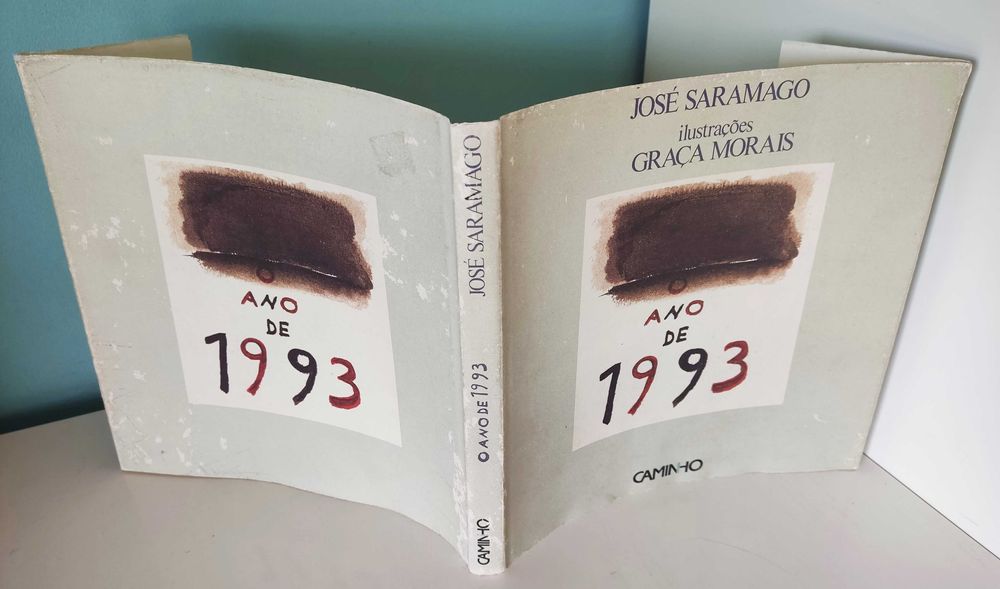 O
ANO
DE
1993
JOSÉ SARAMAGO
O ANO DE 1993
CAMINHO
JOSÉ SARAMAGO
ilustrações
GRAÇA MORAIS
O
ANO
DE
1993
CAMINHO